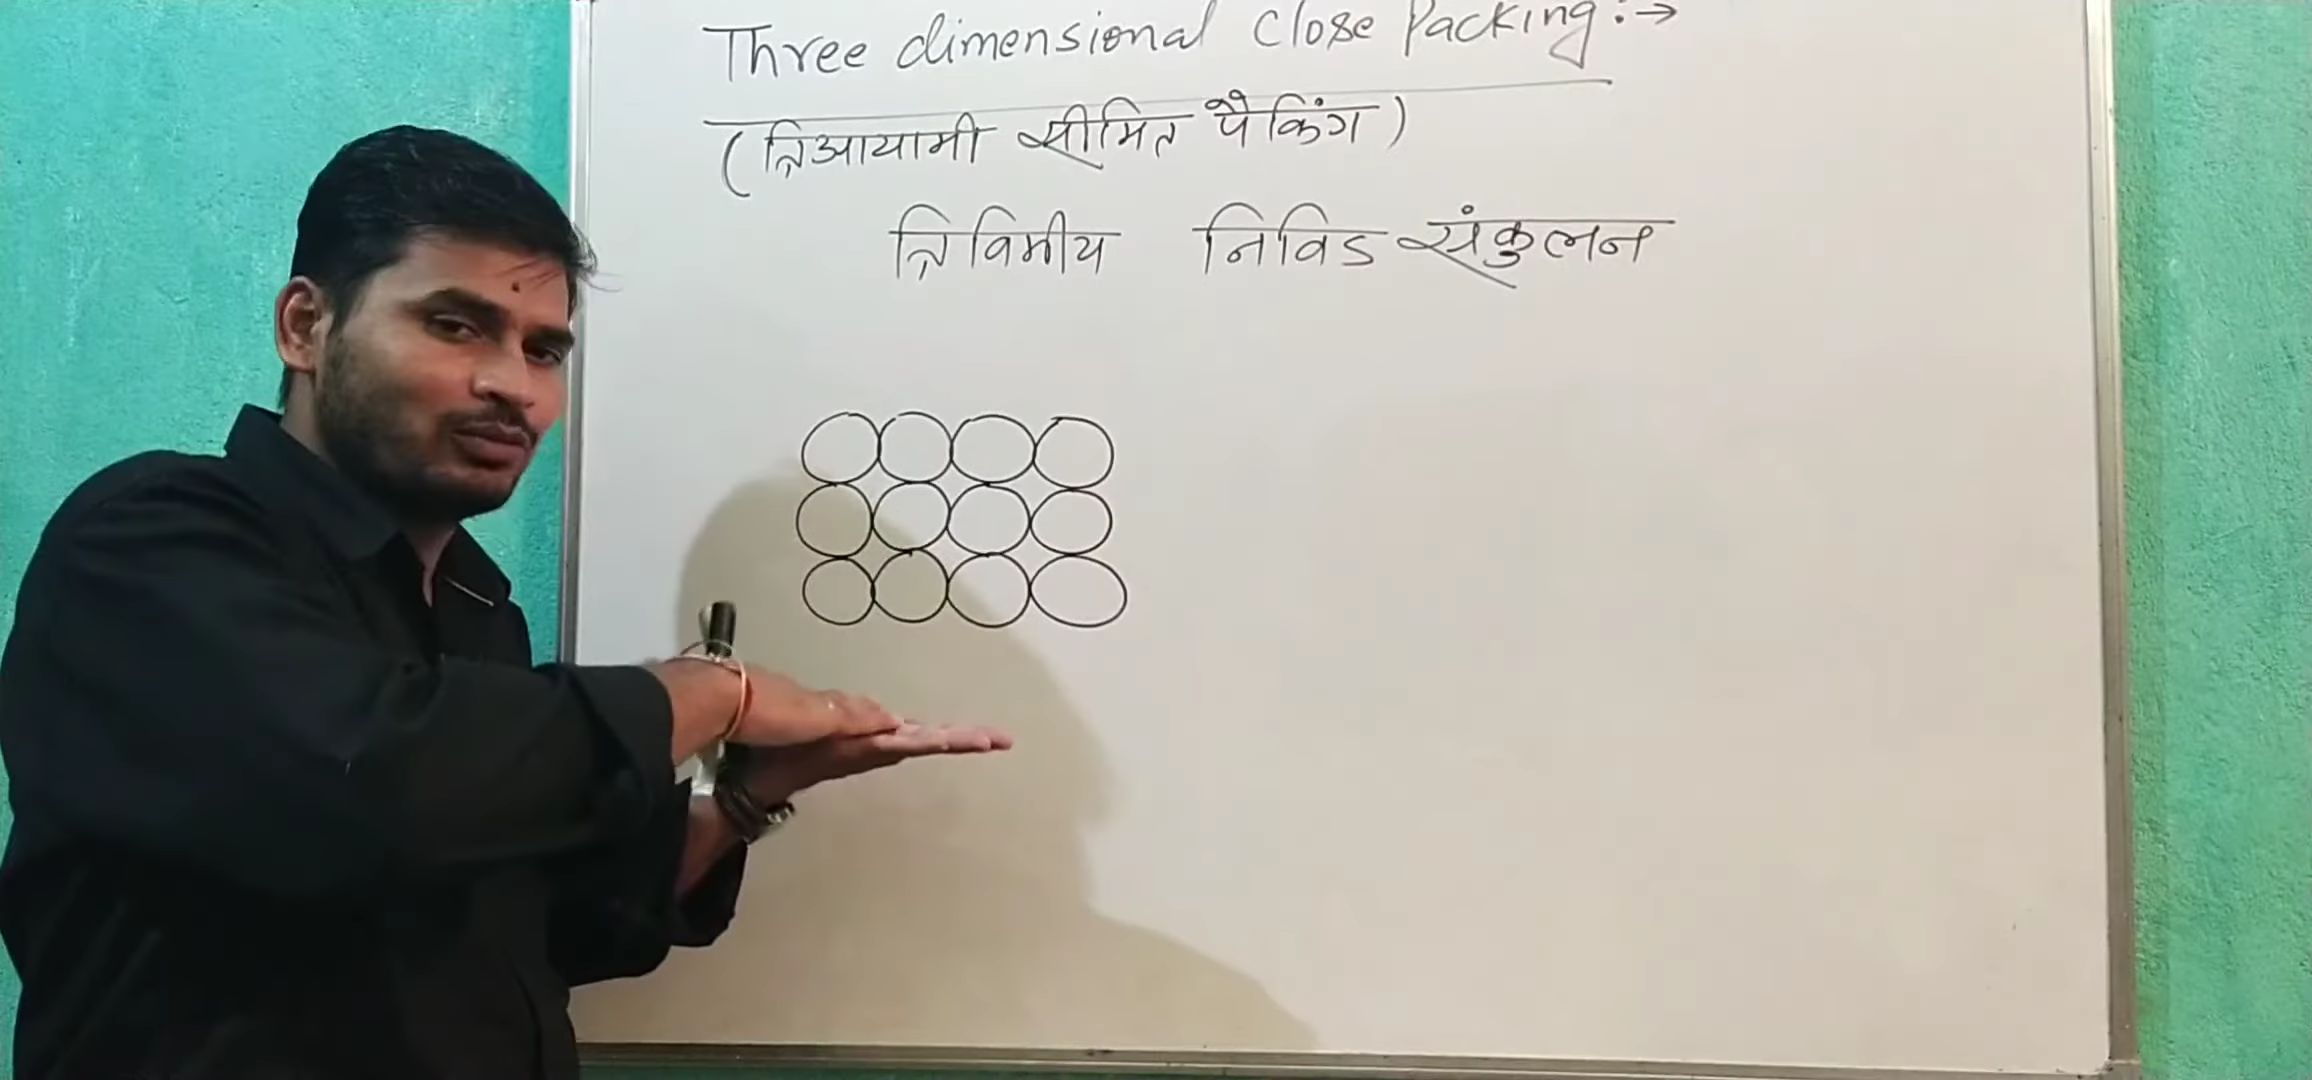 Three dimensional close Packing:→
(त्रिआयामी सीमित पैकिंग)
त्रिविमीय निविड संकुलन